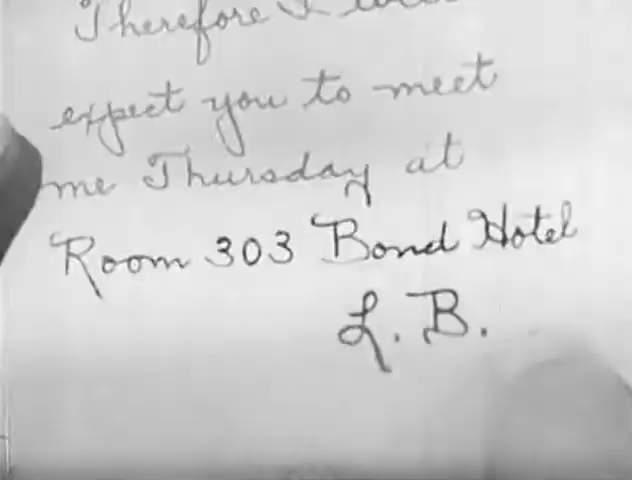 Therefore I
expect you to meet
me Thursday at
Room 303 Bond Hotel
L. B.